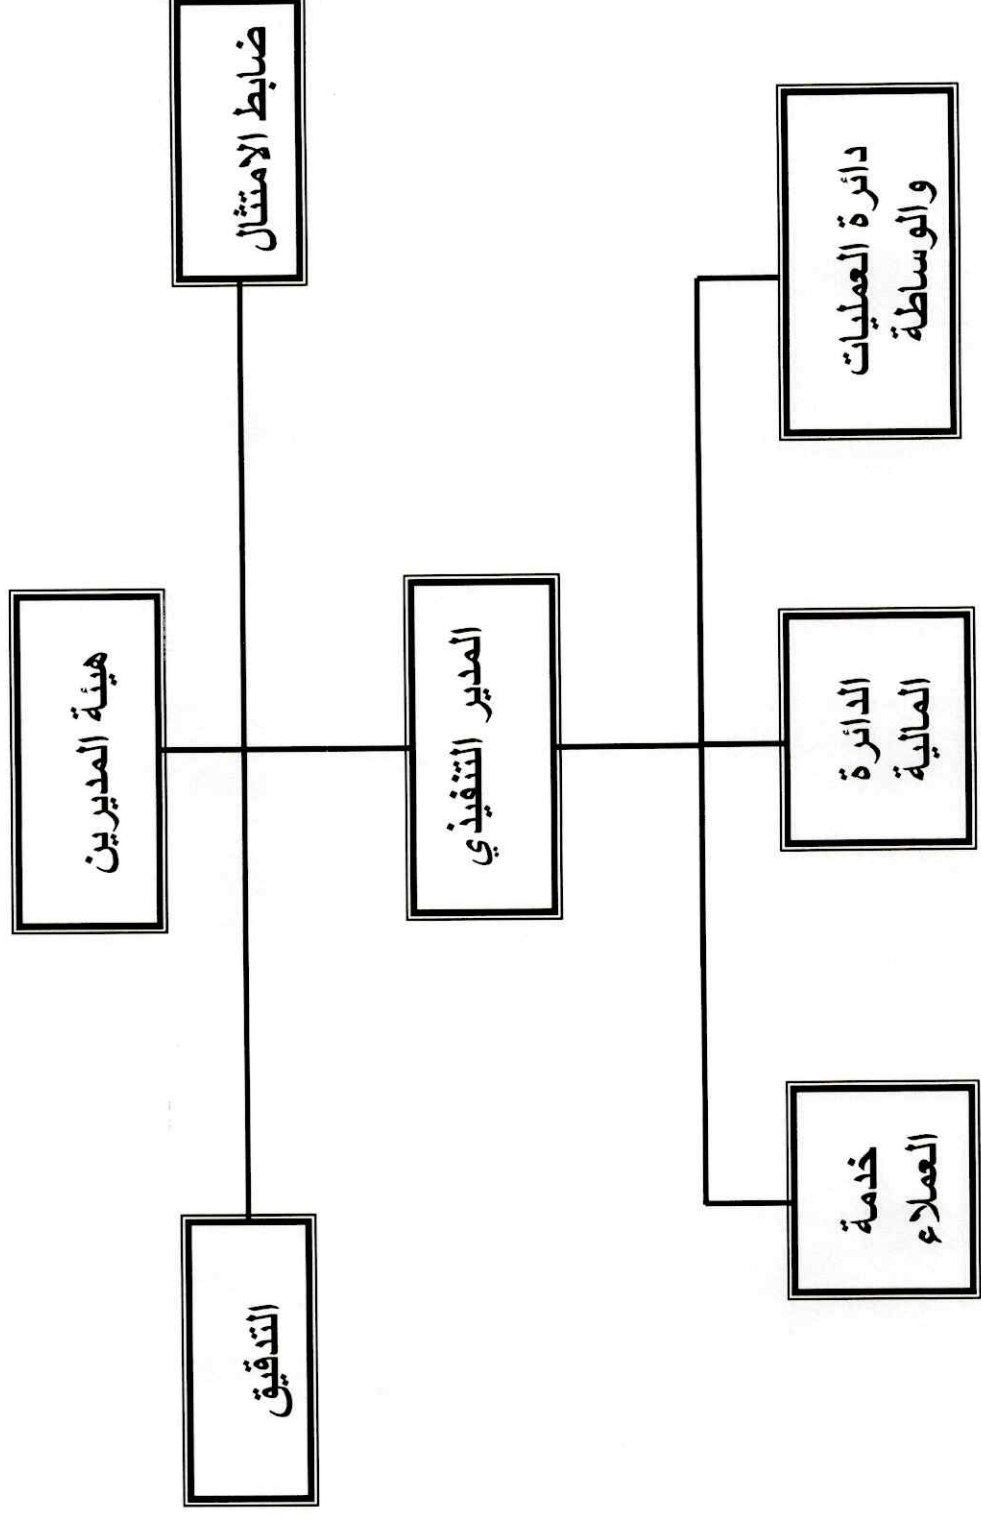 هيئة المديرين
ضابط الامتثال
التدقيق
المدير التنفيذي
دائرة العمليات
والوساطة
الدائرة
المالية
خدمة
العملاء